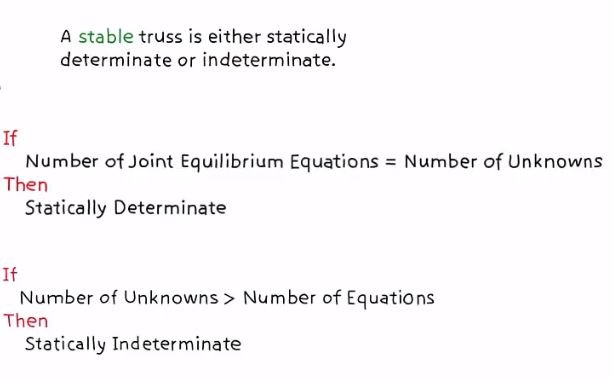 A stable truss is either statically
determinate or indeterminate.
If
Number of Joint Equilibrium Equations = Number of Unknowns
Then
Statically Determinate
If
Number of Unknowns > Number of Equations
Then
Statically Indeterminate